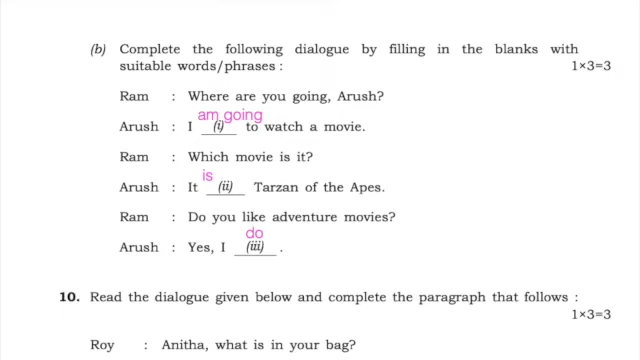 (b) Complete the following dialogue by filling in the blanks with
suitable words/phrases : 1×3=3
Ram : Where are you going, Arush?
am going
Arush : I (i) to watch a movie.
Ram : Which movie is it?
is
Arush : It (ii) Tarzan of the Apes.
Ram : Do you like adventure movies?
do
Arush : Yes, I (iii) .
10. Read the dialogue given below and complete the paragraph that follows :
1×3=3
Roy : Anitha, what is in your bag?